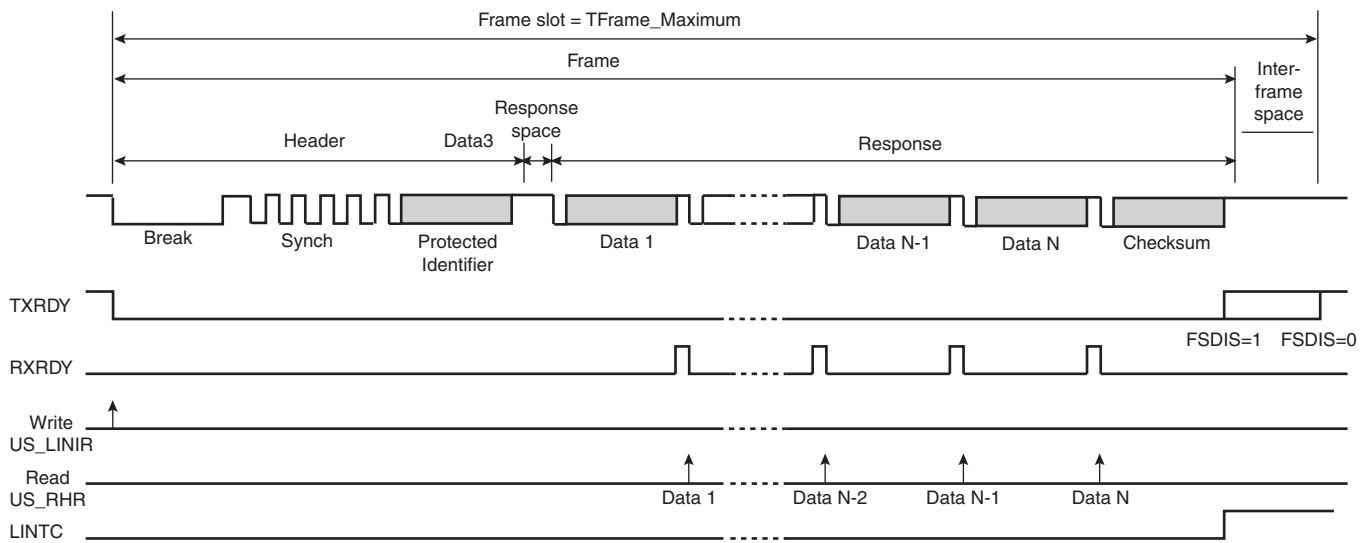 Frame slot = TFrame_Maximum
Frame
Inter-
frame
space
Response
space
Header
Data3
Response
Break
Synch
Protected
Identifier
Data 1
Data N-1
Data N
Checksum
TXRDY
FSDIS=1
FSDIS=0
RXRDY
Write
US_LINIR
Read
US_RHR
Data 1
Data N-2
Data N-1
Data N
LINTC